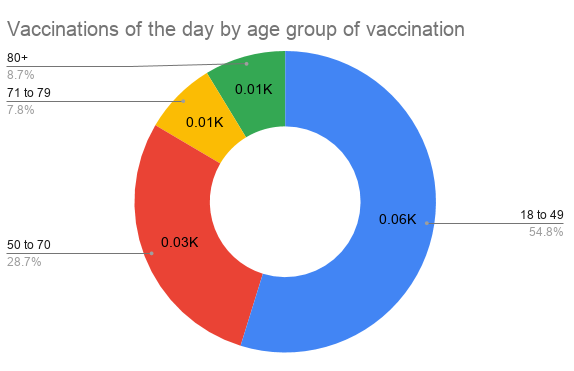 Vaccinations of the day by age group of vaccination
80+
8.7%
71 to 79
7.8%
0.01K
0.01K
18 to 49
54.8%
0.06K
50 to 70
28.7%
0.03K